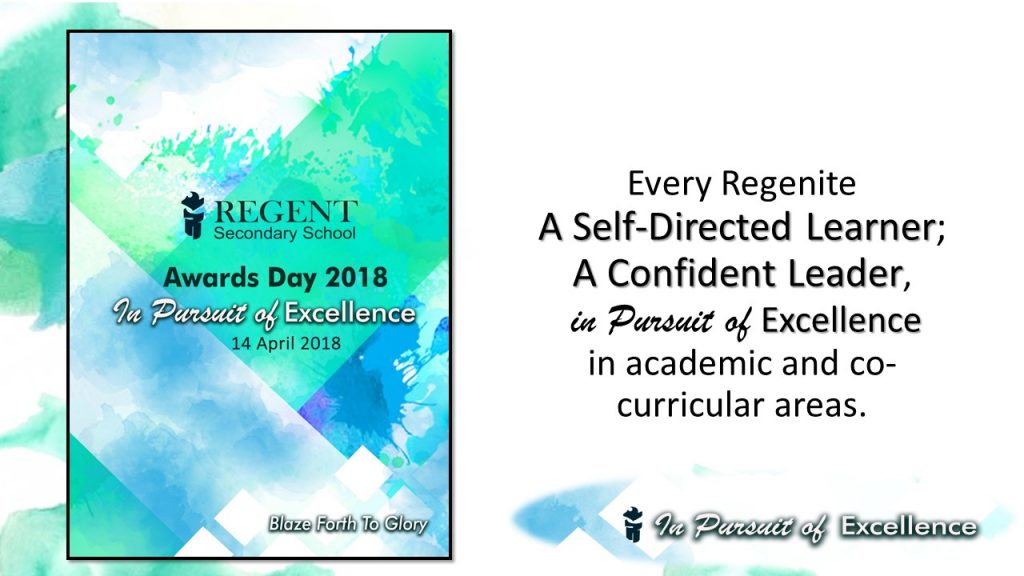 REGENT
Secondary School
Awards Day 2018
In Pursuit of Excellence
14 April 2018
Blaze Forth To Glory
Every Regenite
A Self-Directed Learner;
A Confident Leader,
in Pursuit of Excellence
in academic and co-
curricular areas.
In Pursuit of Excellence